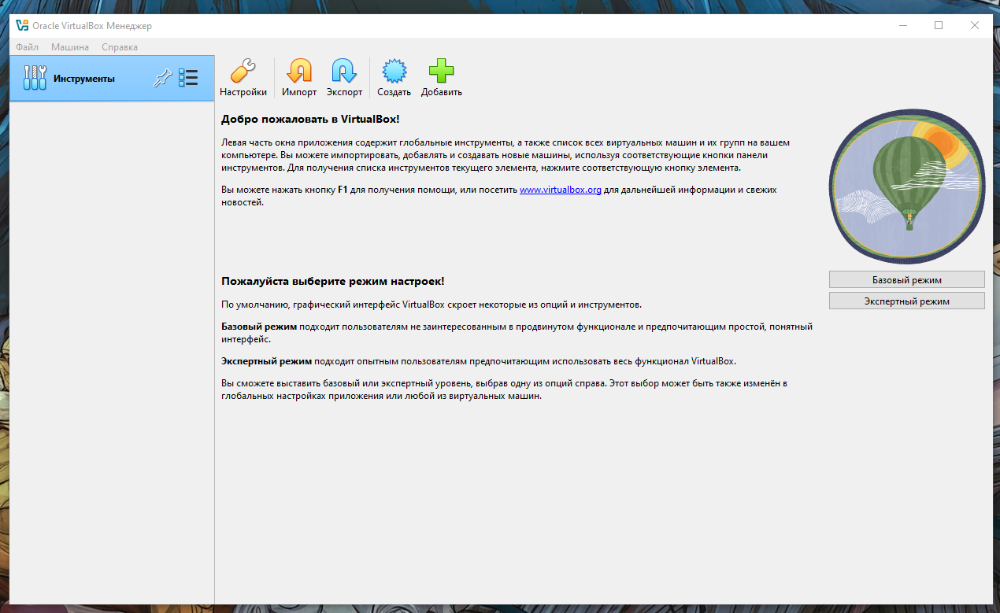 Oracle VirtualBox Менеджер
Файл Машина Справка
Инструменты
Настройки Импорт Экспорт Создать Добавить
Добро пожаловать в VirtualBox!
Левая часть окна приложения содержит глобальные инструменты, а также список всех виртуальных машин и их групп на вашем
компьютере. Вы можете импортировать, добавлять и создавать новые машины, используя соответствующие кнопки панели
инструментов. Для получения списка инструментов текущего элемента, нажмите соответствующую кнопку элемента.
Вы можете нажать кнопку F1 для получения помощи, или посетить www.virtualbox.org для дальнейшей информации и свежих
новостей.
Пожалуйста выберите режим настроек!
По умолчанию, графический интерфейс VirtualBox скроет некоторые из опций и инструментов.
Базовый режим подходит пользователям не заинтересованным в продвинутом функционале и предпочитающим простой, понятный
интерфейс.
Экспертный режим подходит опытным пользователям предпочитающим использовать весь функционал VirtualBox.
Вы сможете выставить базовый или экспертный уровень, выбрав одну из опций справа. Этот выбор может быть также изменён в
глобальных настройках приложения или любой из виртуальных машин.
Базовый режим
Экспертный режим